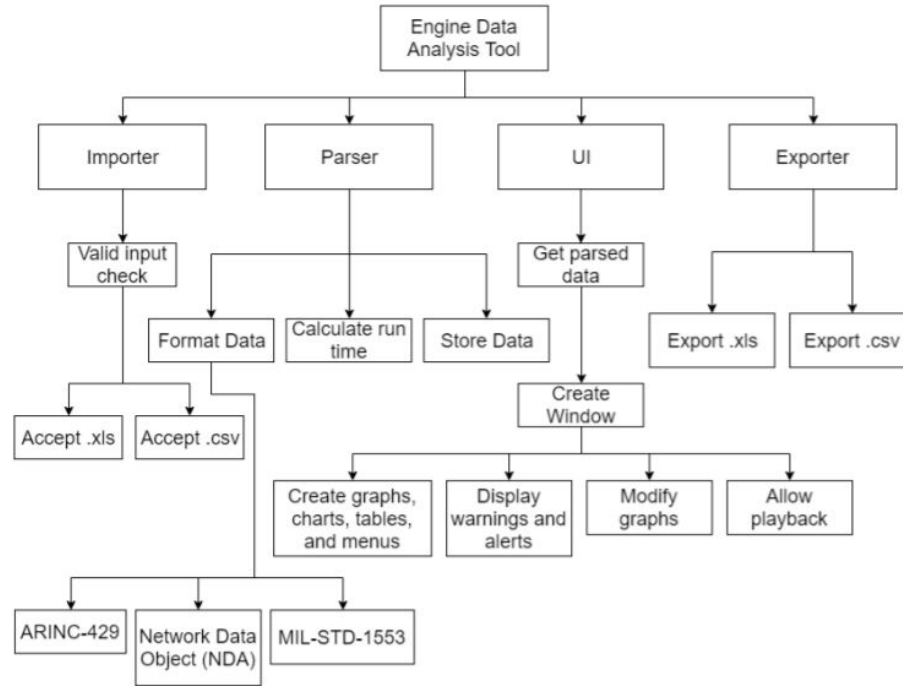 Engine Data
Analysis Tool
Importer
Parser
UI
Exporter
Valid input
check
Get parsed
data
Format Data
Calculate run
time
Store Data
Export .xls
Export .csv
Create
Window
Accept .xls
Accept .csv
Create graphs,
charts, tables,
and menus
Display
warnings and
alerts
Modify
graphs
Allow
playback
ARINC-429
Network Data
Object (NDA)
MIL-STD-1553